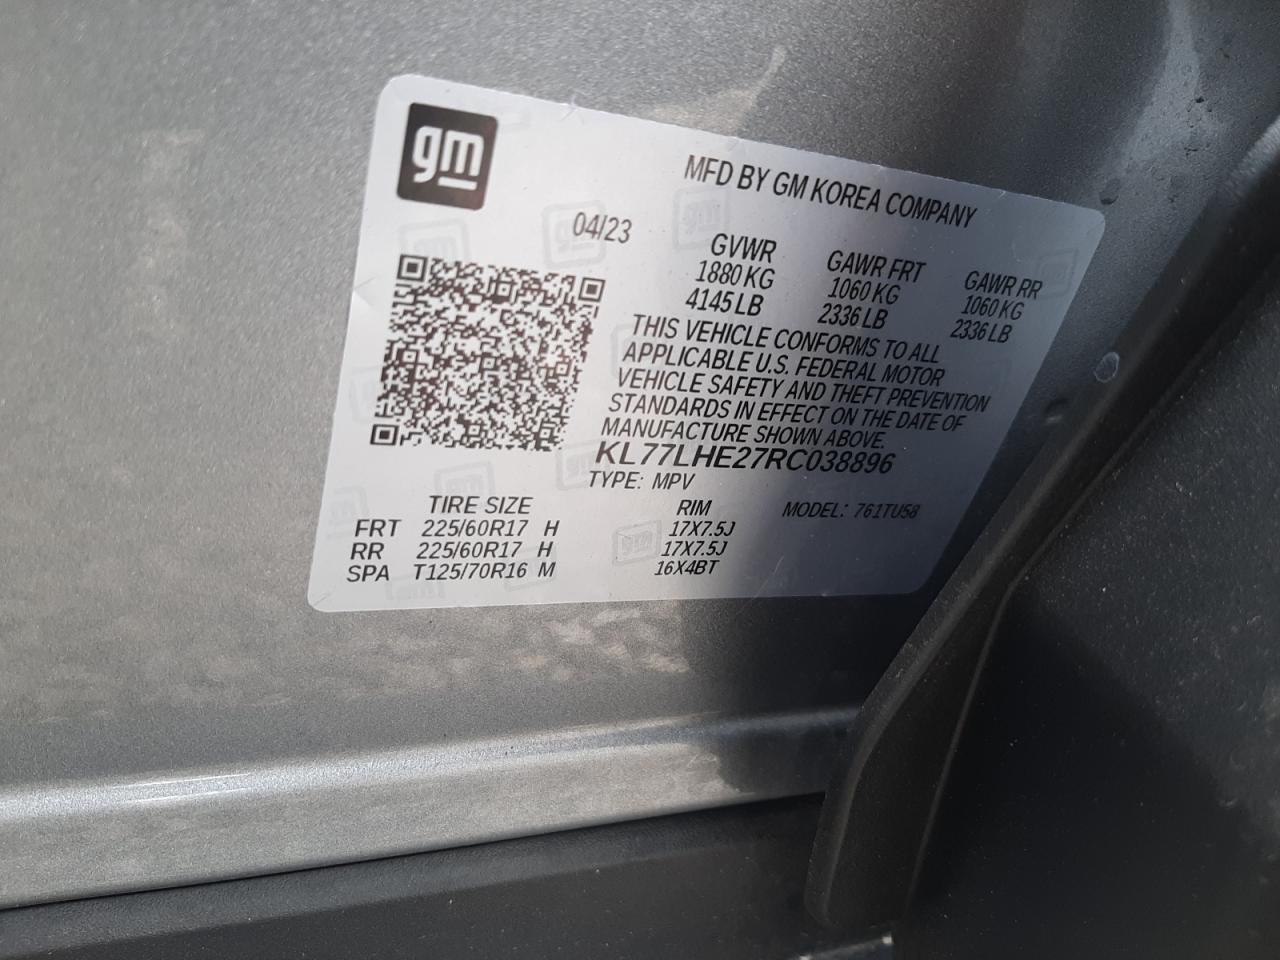 gm
MFD BY GM KOREA COMPANY
04/23
GVWR GAWR FRT GAWR RR
1880 KG 1060 KG 1060 KG
4145 LB 2336 LB 2336 LB
THIS VEHICLE CONFORMS TO ALL
APPLICABLE U.S. FEDERAL MOTOR
VEHICLE SAFETY AND THEFT PREVENTION
STANDARDS IN EFFECT ON THE DATE OF
MANUFACTURE SHOWN ABOVE.
KL77LHE27RC038896
TYPE: MPV
TIRE SIZE RIM MODEL: 761TU58
FRT 225/60R17 H 17X7.5J
RR 225/60R17 H 17X7.5J
SPA T125/70R16 M 16X4BT